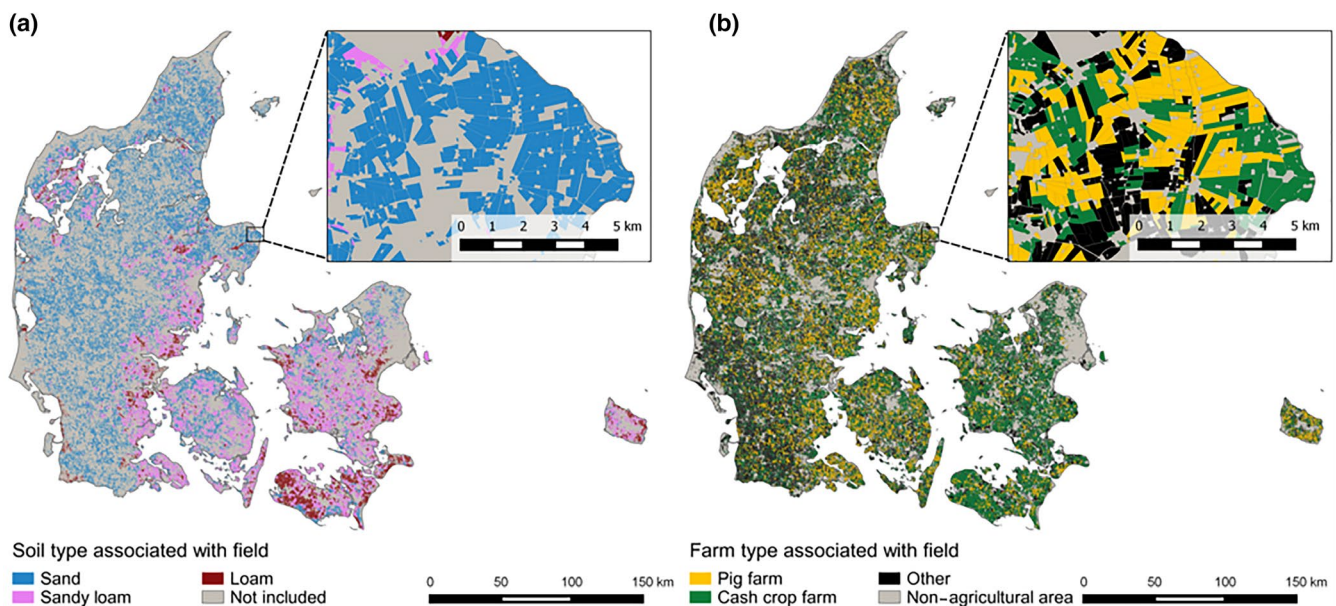 (a)
(b)
0 1 2 3 4 5 km
0 1 2 3 4 5 km
Soil type associated with field
Sand
Loam
Sandy loam
Not included
0 50 100 150 km
Farm type associated with field
Pig farm
Other
Cash crop farm
Non-agricultural area
0 50 100 150 km